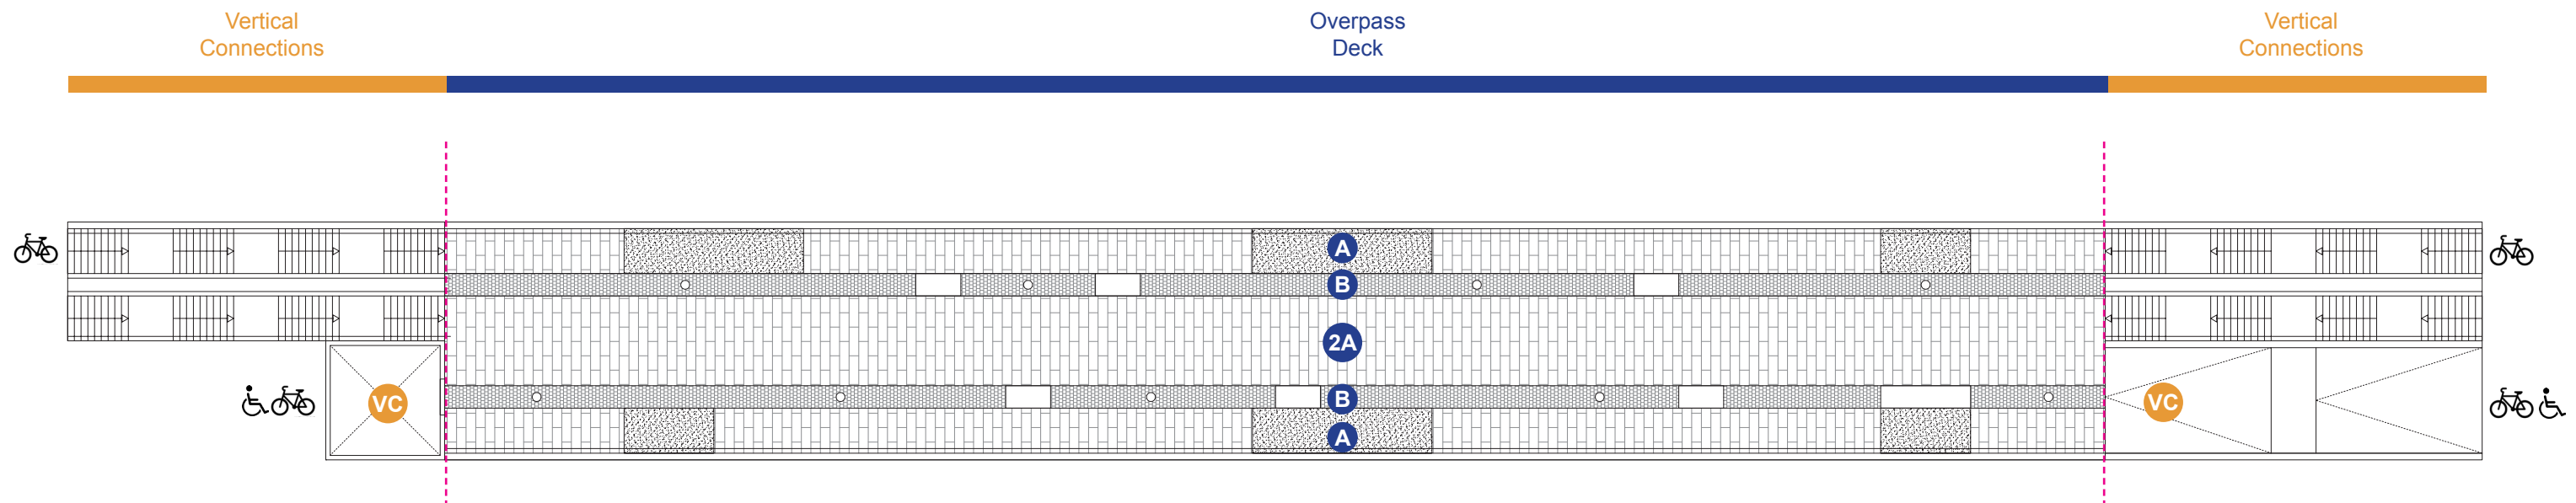 Vertical
Connections
Overpass
Deck
Vertical
Connections
A
B
2A
B
A
VC
VC